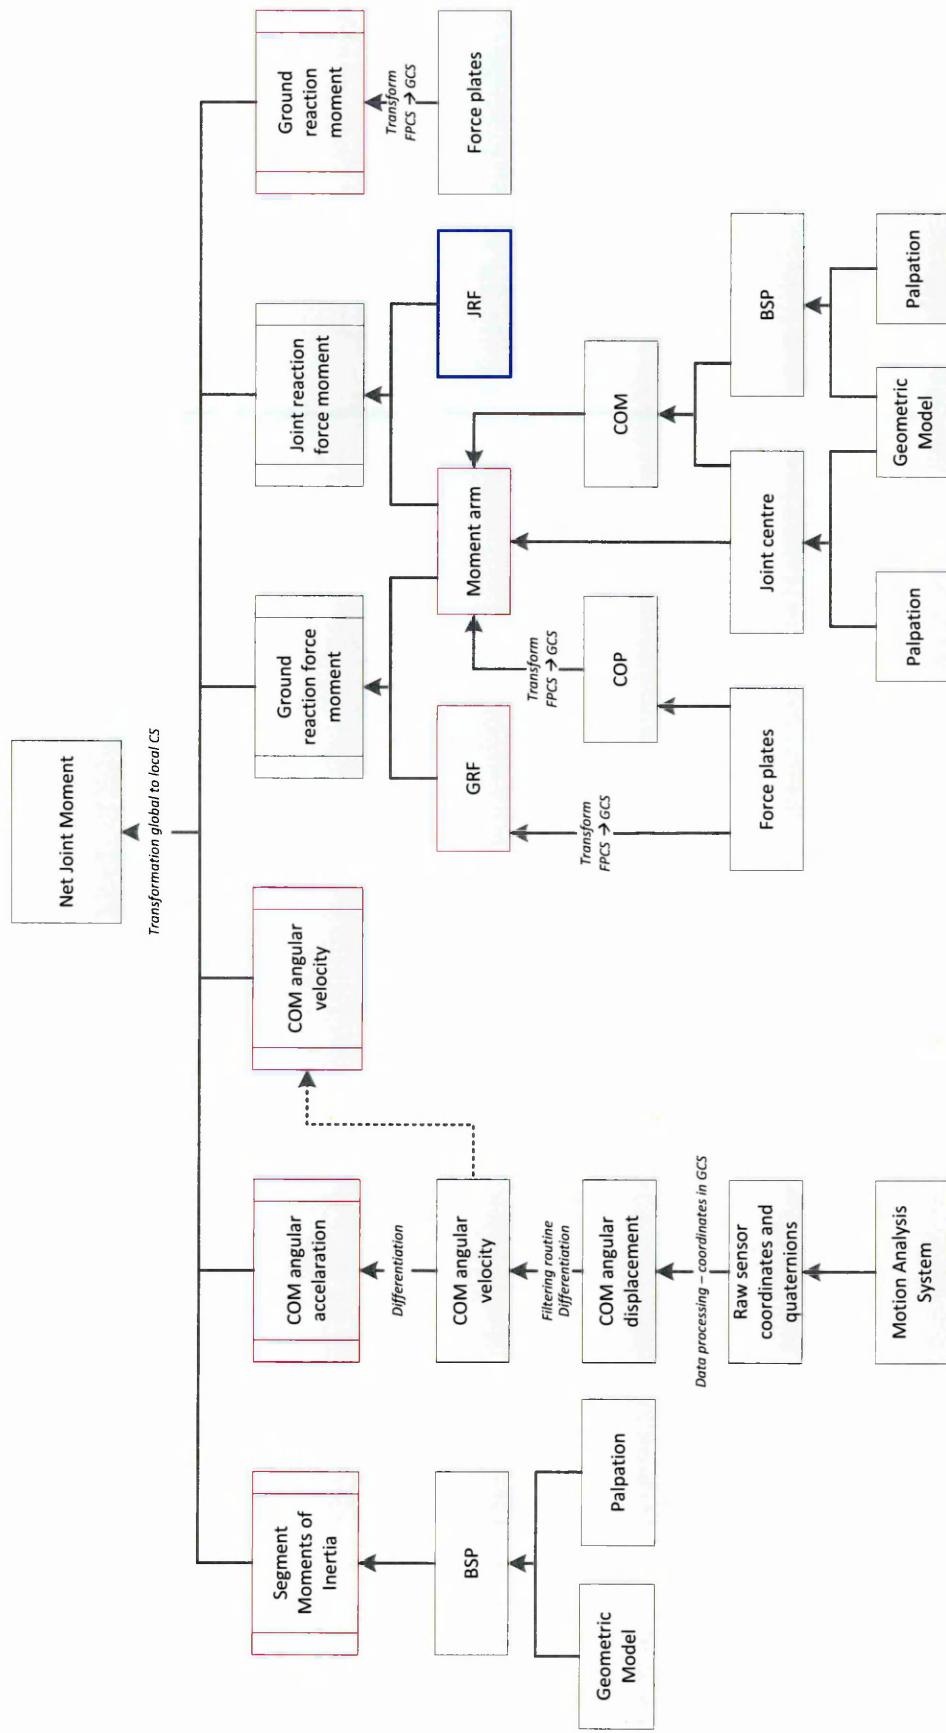 Net Joint Moment
Transformation global to local CS
Segment
Moments of
Inertia
COM angular
accelaration
COM angular
velocity
Ground
reaction force
moment
Joint reaction
force moment
Ground
reaction
moment
Differentiation
Transform
FPCS → GCS
BSP
COM angular
velocity
GRF
Moment arm
JRF
Force plates
Filtering routine
Differentiation
Transform
FPCS → GCS
Transform
FPCS → GCS
Geometric
Model
Palpation
COM angular
displacement
COP
COM
Data processing – coordinates in GCS
Raw sensor
coordinates and
quaternions
Force plates
Joint centre
BSP
Motion Analysis
System
Palpation
Geometric
Model
Palpation